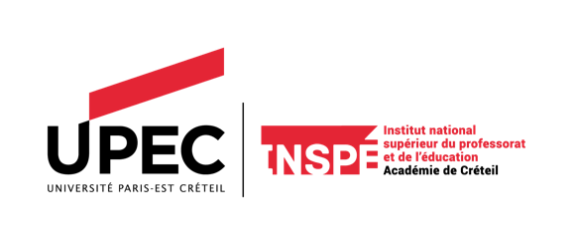 UPEC
UNIVERSITÉ PARIS-EST CRÉTEIL
INSPÉ
Institut national
supérieur du professorat
et de l'éducation
Académie de Créteil